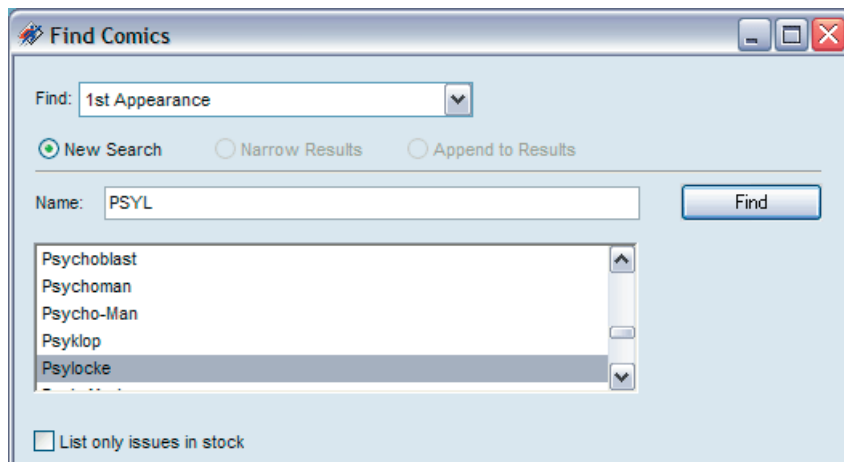 Find Comics
Find: 1st Appearance
New Search Narrow Results Append to Results
Name: PSYL Find
Psychoblast
Psychoman
Psycho-Man
Psyklop
Psylocke
List only issues in stock